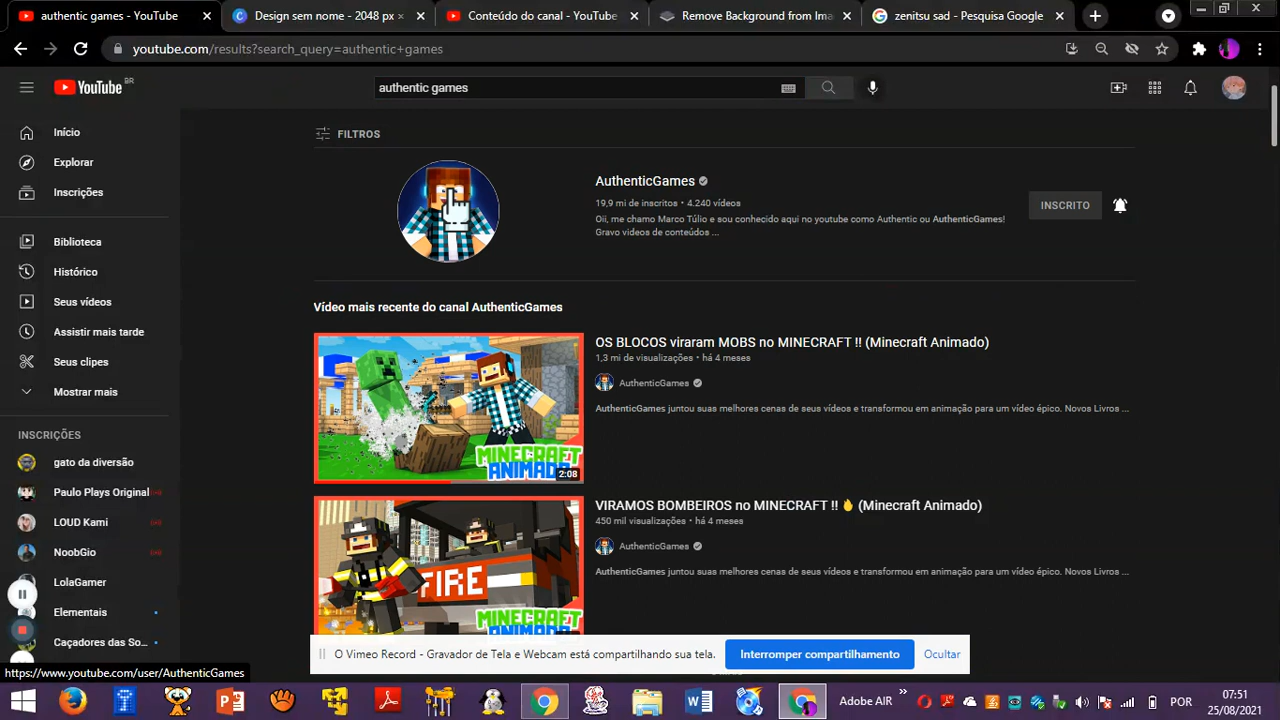 authentic games - YouTube
Design sem nome - 2048 px
Conteúdo do canal - YouTube
Remove Background from Ima
zenitsu sad - Pesquisa Google
youtube.com/results?search_query=authentic+games
YouTube BR
authentic games
Início
Explorar
Inscrições
Biblioteca
Histórico
Seus vídeos
Assistir mais tarde
Seus clipes
Mostrar mais
INSCRIÇÕES
gato da diversão
Paulo Plays Original
LOUD Kami
NoobGio
LolaGamer
Elementais
Caçadores das So...
FILTROS
AuthenticGames
19,9 mi de inscritos • 4.240 vídeos
Oii, me chamo Marco Túlio e sou conhecido aqui no youtube como Authentic ou AuthenticGames!
Gravo videos de conteúdos ...
INSCRITO
Vídeo mais recente do canal AuthenticGames
MINECRAFT
ANIMADO
2:08
OS BLOCOS viraram MOBS no MINECRAFT !! (Minecraft Animado)
1,3 mi de visualizações • há 4 meses
AuthenticGames
AuthenticGames juntou suas melhores cenas de seus vídeos e transformou em animação para um vídeo épico. Novos Livros ...
FIRE
MINECRAFT
ANIMADO
VIRAMOS BOMBEIROS no MINECRAFT !! 🔥 (Minecraft Animado)
450 mil visualizações • há 4 meses
AuthenticGames
AuthenticGames juntou suas melhores cenas de seus vídeos e transformou em animação para um vídeo épico. Novos Livros ...
O Vimeo Record - Gravador de Tela e Webcam está compartilhando sua tela.
Interromper compartilhamento
Ocultar
https://www.youtube.com/user/AuthenticGames
Adobe AIR
POR
07:51
25/08/2021